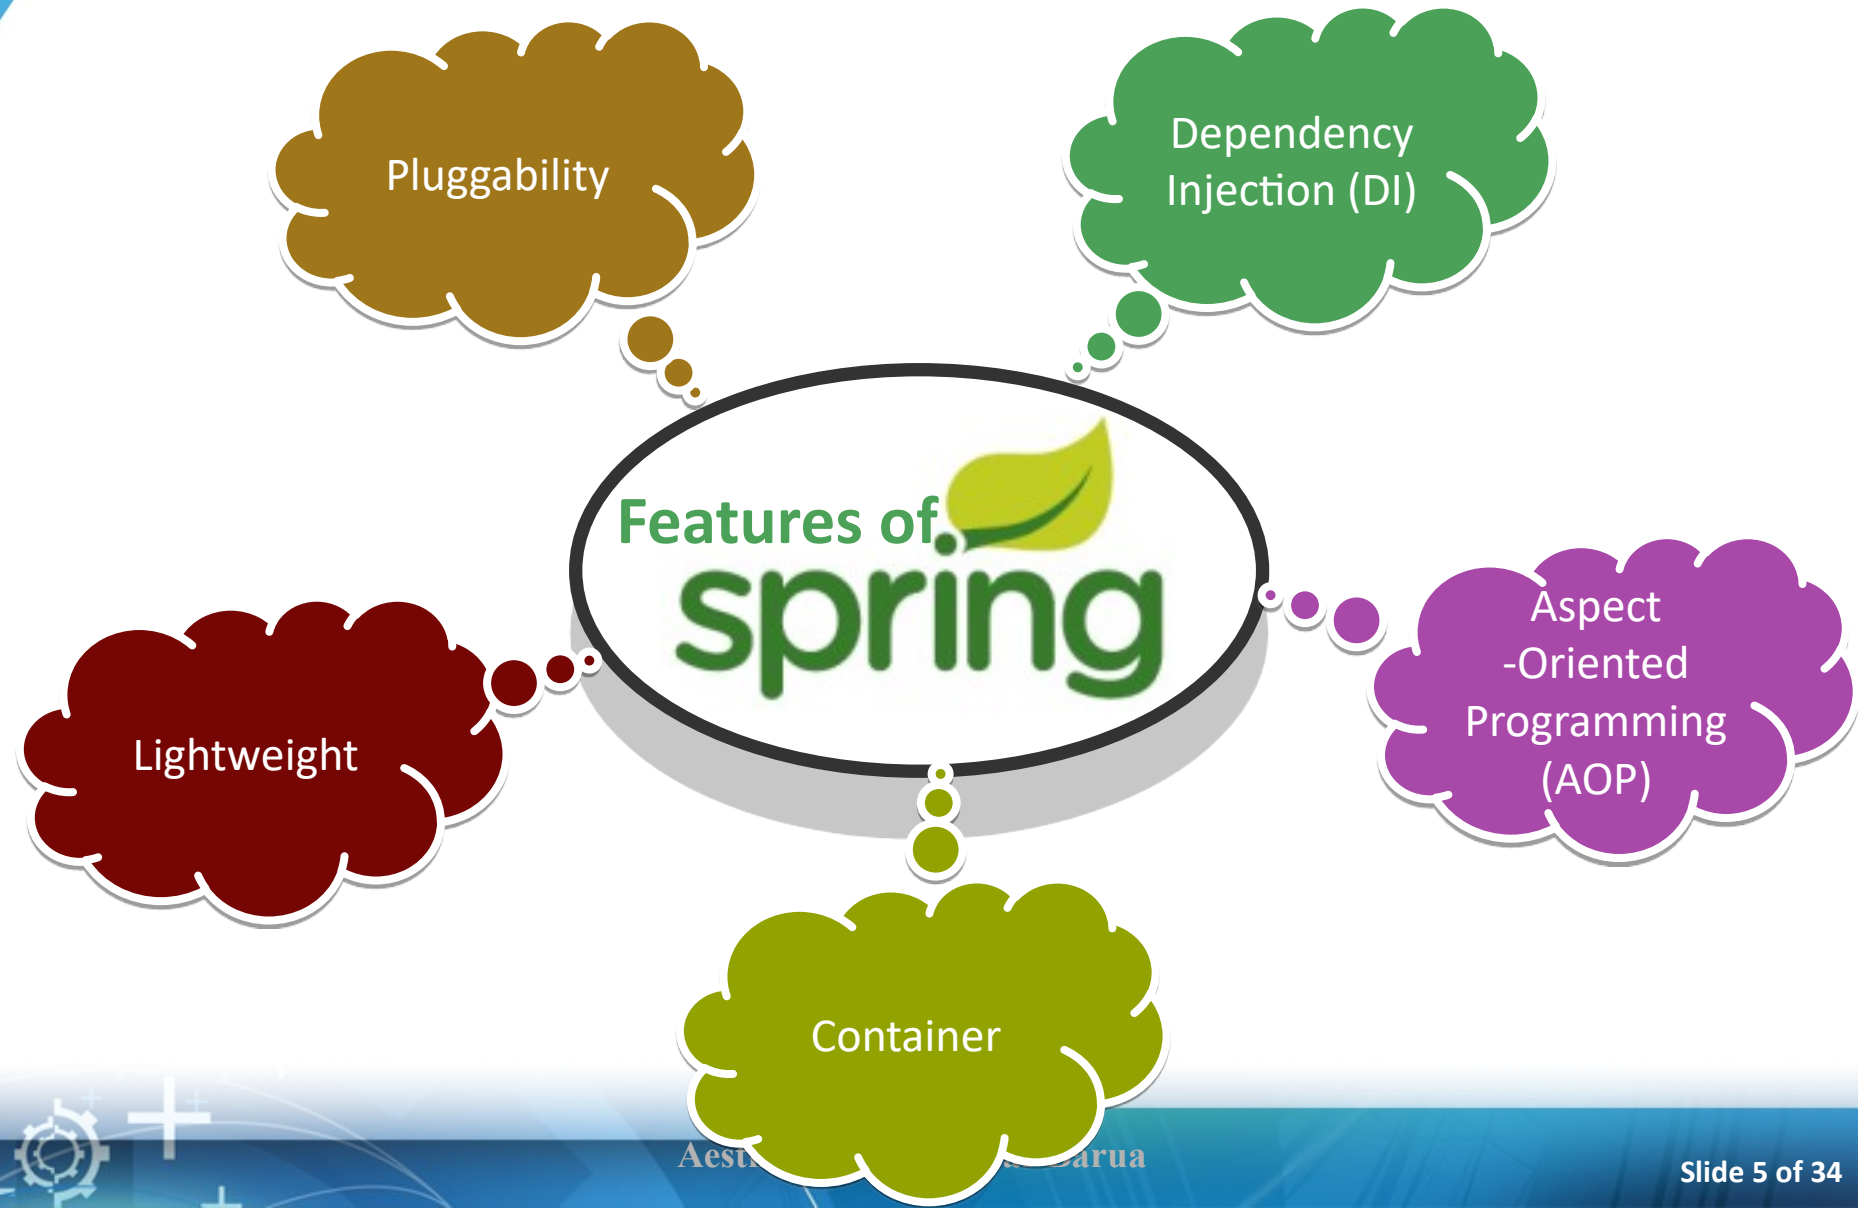 Pluggability
Dependency
Injection (DI)
Features of
spring
Aspect
-Oriented
Programming
(AOP)
Lightweight
Container
Slide 5 of 34